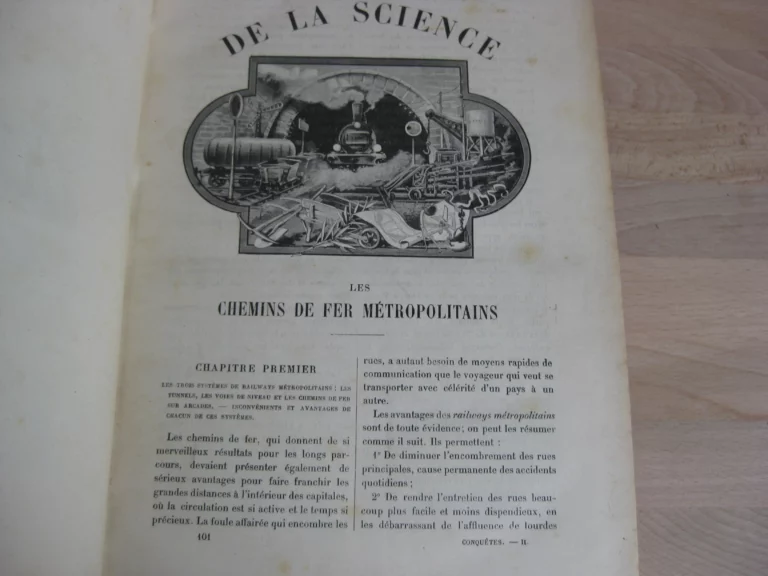 DE LA SCIENCE
LES
CHEMINS DE FER MÉTROPOLITAINS
CHAPITRE PREMIER
LES TROIS SYSTÈMES DE RAILWAYS MÉTROPOLITAINS : LES
TUNNELS, LES VOIES DE NIVEAU ET LES CHEMINS DE FER
SUR ARCADES. — INCONVÉNIENTS ET AVANTAGES DE
CHACUN DE CES SYSTÈMES.
Les chemins de fer, qui donnent de si
merveilleux résultats pour les longs par-
cours, devaient présenter également de
sérieux avantages pour faire franchir les
grandes distances à l'intérieur des capitales,
où la circulation est si active et le temps si
précieux. La foule affairée qui encombre les
101
rues, a autant besoin de moyens rapides de
communication que le voyageur qui veut se
transporter avec célérité d'un pays à un
autre.
Les avantages des railways métropolitains
sont de toute évidence; on peut les résumer
comme il suit. Ils permettent :
1° De diminuer l'encombrement des rues
principales, cause permanente des accidents
quotidiens ;
2° De rendre l'entretien des rues beau-
coup plus facile et moins dispendieux, en
les débarrassant de l'affluence de lourdes
CONQUÊTES. — II.